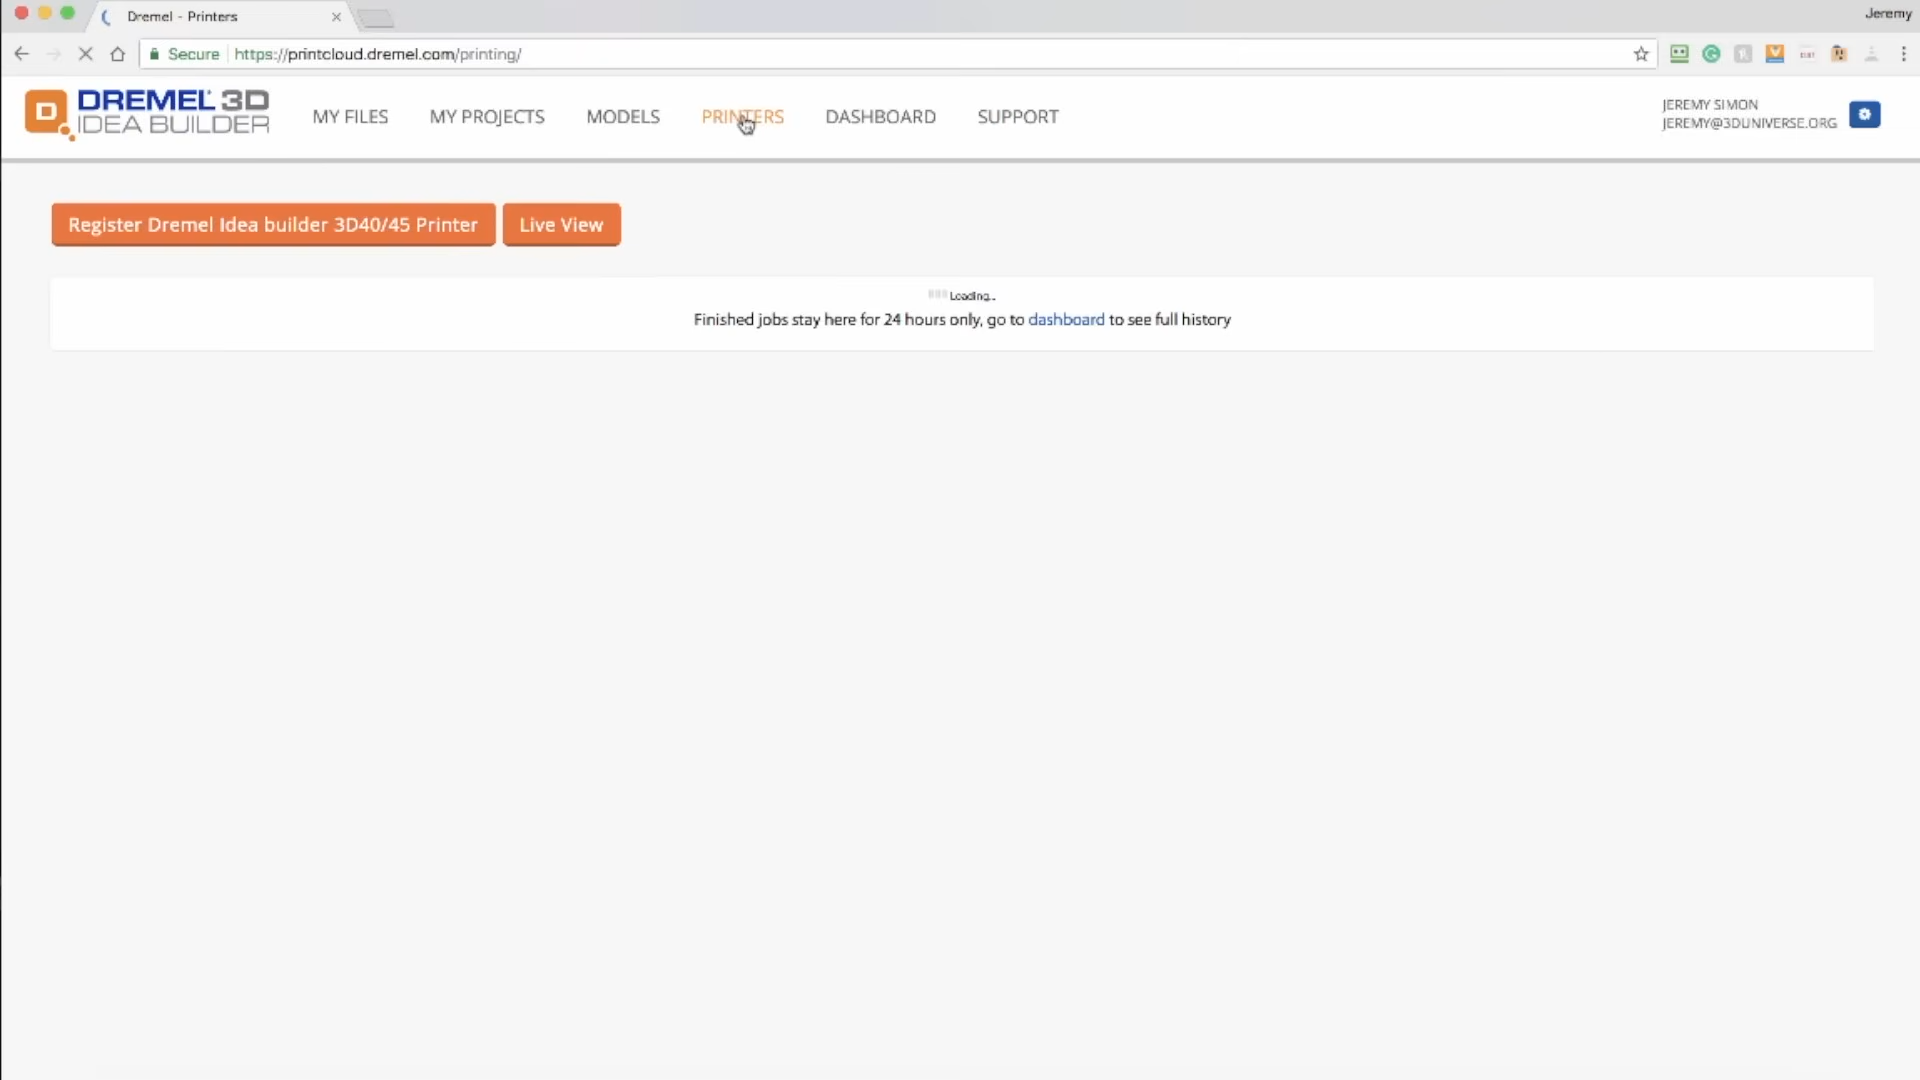 Dremel - Printers
Jeremy
Secure https://printcloud.dremel.com/printing/
DREMEL 3D
IDEA BUILDER
MY FILES MY PROJECTS MODELS PRINTERS DASHBOARD SUPPORT
JEREMY SIMON
JEREMY@3DUNIVERSE.ORG
Register Dremel Idea builder 3D40/45 Printer Live View
Loading...
Finished jobs stay here for 24 hours only, go to dashboard to see full history